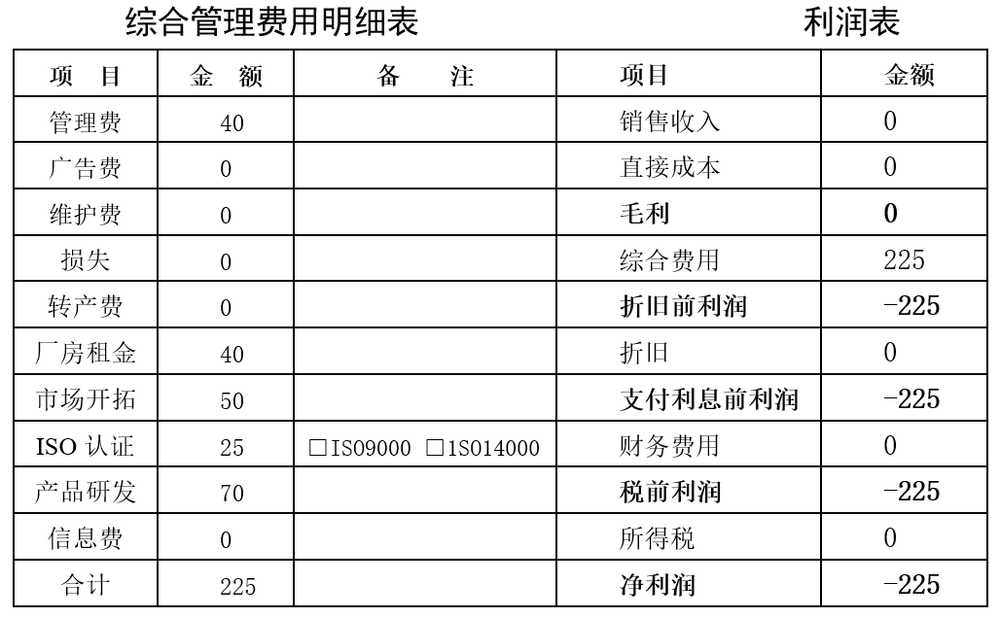 综合管理费用明细表 利润表
项 目 金 额 备 注 项目 金额
管理费 40 销售收入 0
广告费 0 直接成本 0
维护费 0 毛利 0
损失 0 综合费用 225
转产费 0 折旧前利润 -225
厂房租金 40 折旧 0
市场开拓 50 支付利息前利润 -225
ISO 认证 25 □ISO9000 □1SO14000 财务费用 0
产品研发 70 税前利润 -225
信息费 0 所得税 0
合计 225 净利润 -225